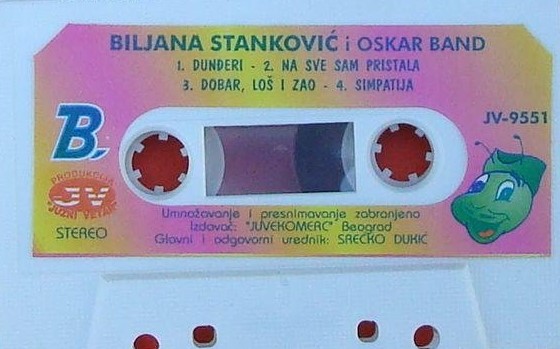 BILJANA STANKOVIĆ i OSKAR BAND
1. DUNĐERI - 2. NA SVE SAM PRISTALA
3. DOBAR, LOŠ I ZAO - 4. SIMPATIJA
JV-9551
B,
PRODUKCIJA
JV
"JUŽNI VETAR"
STEREO
Umnožavanje i presnimavanje zabranjeno
Izdavač: "JUVEKOMERC" Beograd
Glavni i odgovorni urednik: SREĆKO DUKIĆ